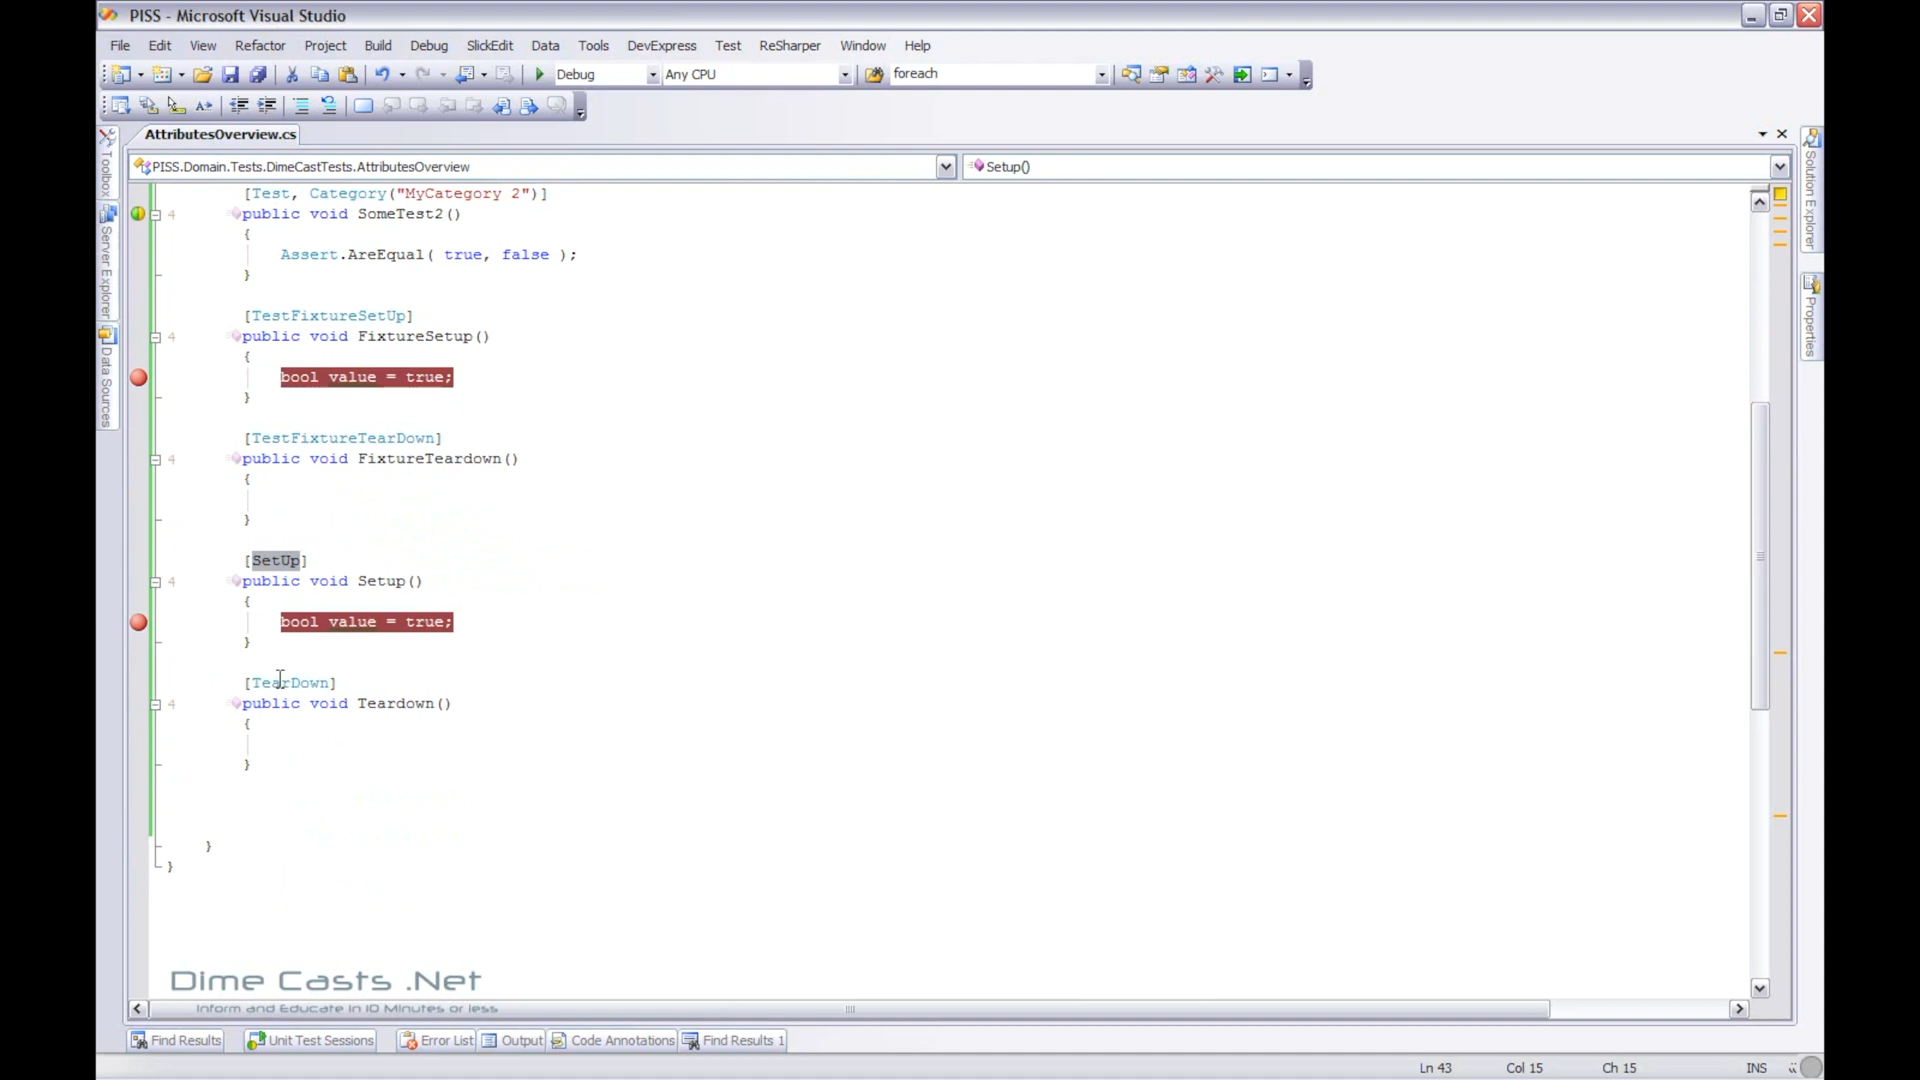 PISS - Microsoft Visual Studio
File Edit View Refactor Project Build Debug SlickEdit Data Tools DevExpress Test ReSharper Window Help
Debug Any CPU foreach
AttributesOverview.cs
PISS.Domain.Tests.DimeCastTests.AttributesOverview Setup()
Toolbox
Server Explorer
Data Sources
Solution Explorer
Properties
[Test, Category("MyCategory 2")]
4 public void SomeTest2()
{
Assert.AreEqual( true, false );
}
[TestFixtureSetUp]
4 public void FixtureSetup()
{
bool value = true;
}
[TestFixtureTearDown]
4 public void FixtureTeardown()
{
}
[SetUp]
4 public void Setup()
{
bool value = true;
}
[TearDown]
4 public void Teardown()
{
}
}
}
Dime Casts .Net
Inform and Educate in 10 Minutes or less
Find Results Unit Test Sessions Error List Output Code Annotations Find Results 1
Ln 43 Col 15 Ch 15 INS